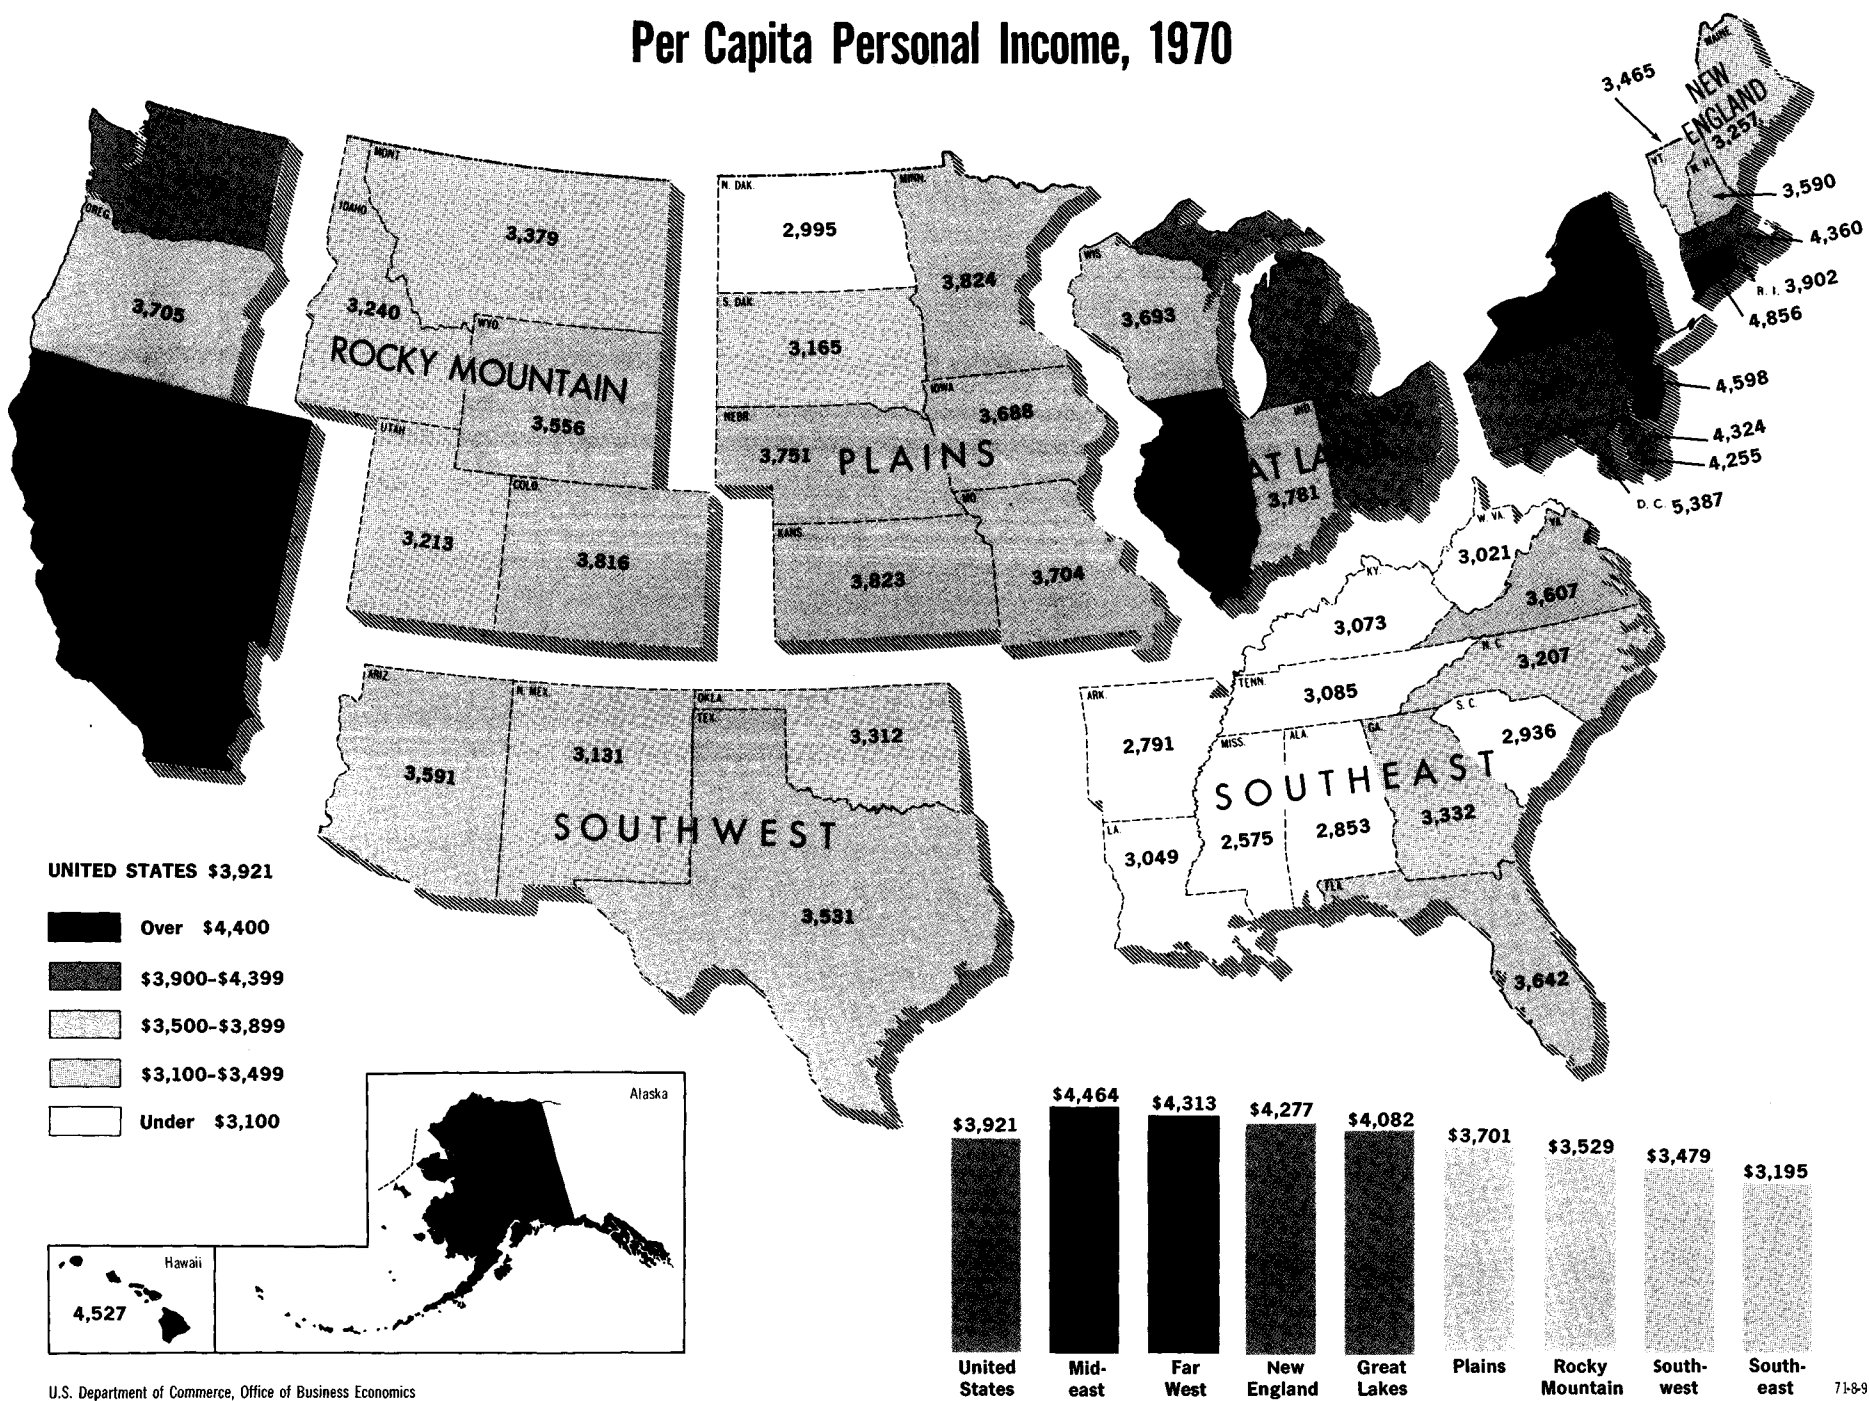 Per Capita Personal Income, 1970
MAINE
NEW
ENGLAND
3,257
3,465
VT.
N. H.
3,590
4,360
R. I. 3,902
4,856
4,598
4,324
4,255
D. C. 5,387
OREG.
3,705
MONT.
3,379
IDAHO
3,240
WYO.
ROCKY MOUNTAIN
3,556
UTAH
3,213
COLO.
3,816
N. DAK.
2,995
MINN.
3,824
S. DAK.
3,165
IOWA
3,688
NEBR.
3,751
PLAINS
KANS.
3,823
MO.
3,704
WIS.
3,693
IND.
AT LA
3,781
W. VA.
3,021
VA.
3,607
KY.
3,073
N. C.
3,207
TENN.
3,085
S. C.
2,936
ARK.
2,791
MISS.
2,575
ALA.
2,853
GA.
3,332
SOUTHEAST
LA.
3,049
FLA.
3,642
ARIZ.
3,591
N. MEX.
3,131
OKLA.
3,312
TEX.
SOUTHWEST
3,531
UNITED STATES $3,921
Over $4,400
$3,900-$4,399
$3,500-$3,899
$3,100-$3,499
Under $3,100
Alaska
Hawaii
4,527
$3,921
$4,464
$4,313
$4,277
$4,082
$3,701
$3,529
$3,479
$3,195
United
States
Mid-
east
Far
West
New
England
Great
Lakes
Plains
Rocky
Mountain
South-
west
South-
east
U.S. Department of Commerce, Office of Business Economics
71-8-9